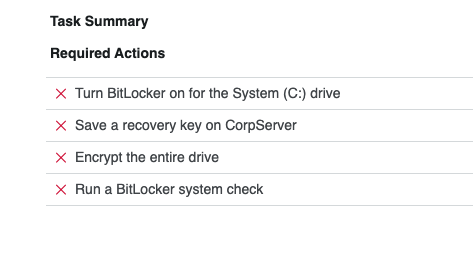 Task Summary
Required Actions
Turn BitLocker on for the System (C:) drive
Save a recovery key on CorpServer
Encrypt the entire drive
Run a BitLocker system check